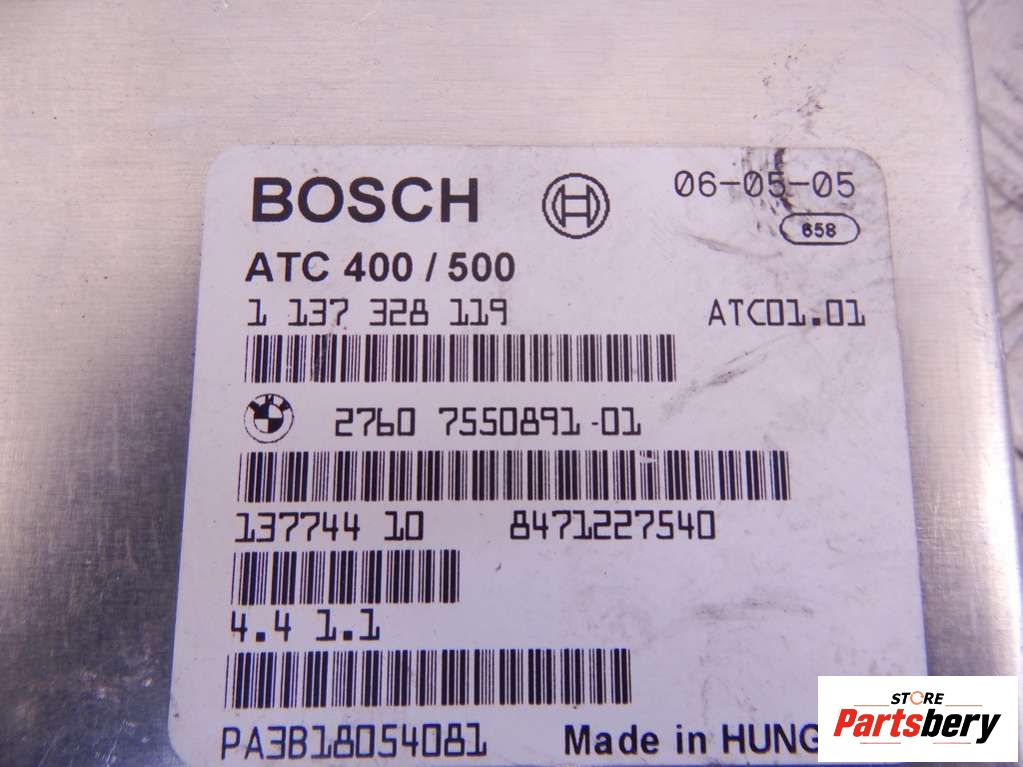 BOSCH 06-05-05
658
ATC 400 / 500
1 137 328 119 ATC01.01
2760 7550891-01
137744 10 8471227540
4.4 1.1
PA3B18054081 Made in HUNG
STORE
Partsbery